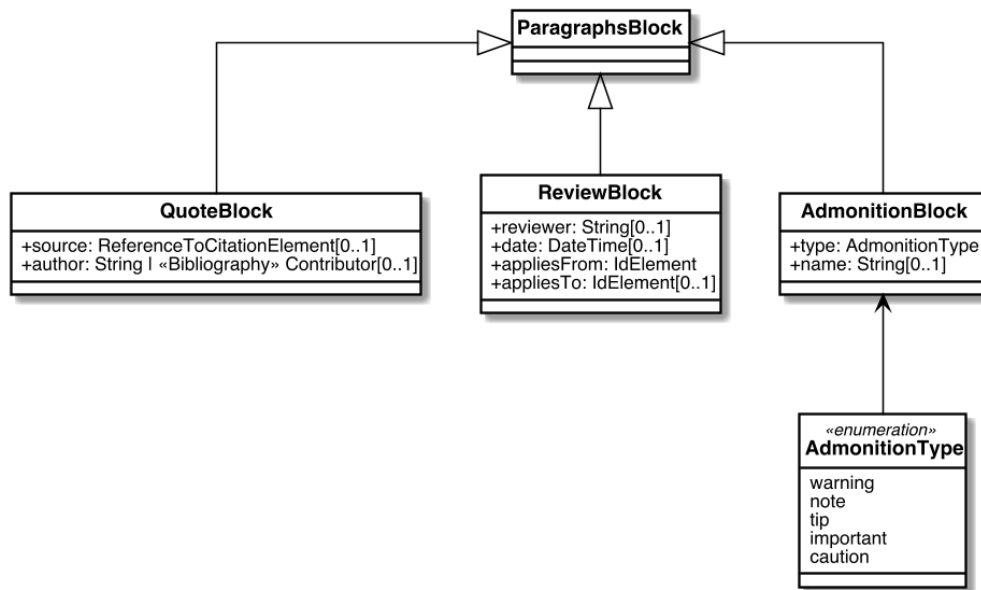 ParagraphsBlock
QuoteBlock
+source: ReferenceToCitationElement[0..1]
+author: String | «Bibliography» Contributor[0..1]
ReviewBlock
+reviewer: String[0..1]
+date: DateTime[0..1]
+appliesFrom: IdElement
+appliesTo: IdElement[0..1]
AdmonitionBlock
+type: AdmonitionType
+name: String[0..1]
«enumeration»
AdmonitionType
warning
note
tip
important
caution